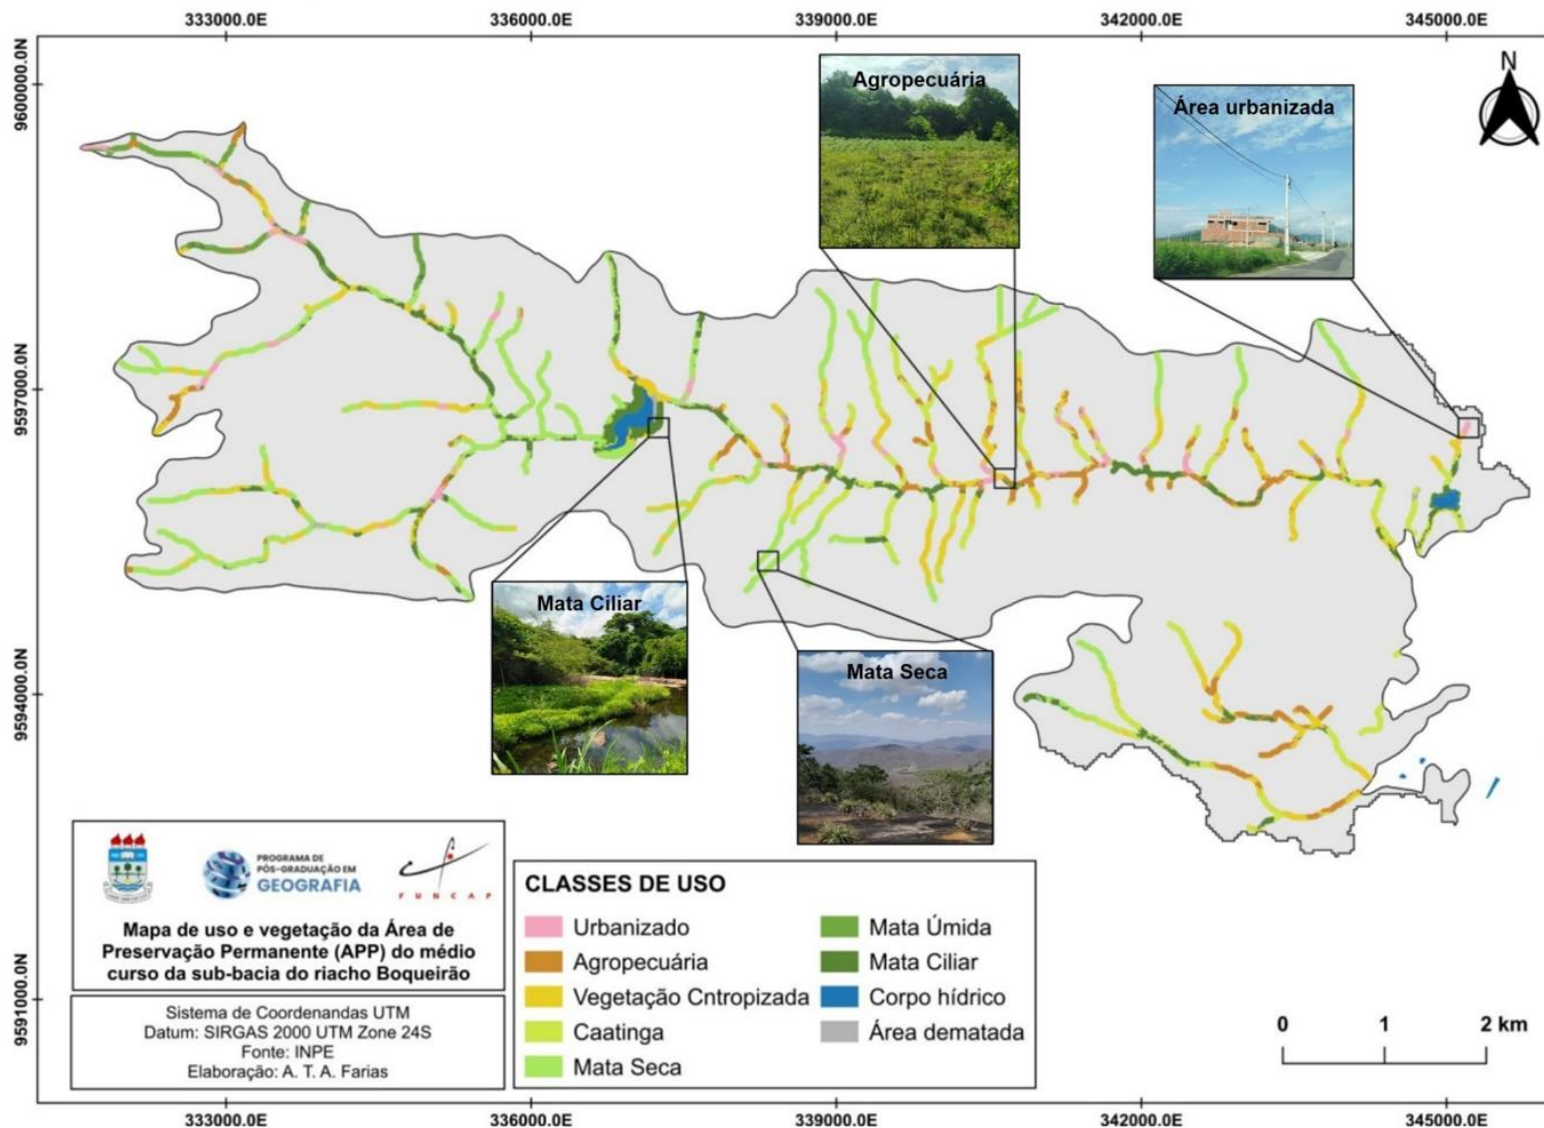 333000.0E 336000.0E 339000.0E 342000.0E 345000.0E
9600000.0N
9597000.0N
9594000.0N
9591000.0N
N
Agropecuária
Área urbanizada
Mata Ciliar
Mata Seca
PROGRAMA DE
PÓS-GRADUAÇÃO EM
GEOGRAFIA
FUNCAP
Mapa de uso e vegetação da Área de
Preservação Permanente (APP) do médio
curso da sub-bacia do riacho Boqueirão
Sistema de Coordenandas UTM
Datum: SIRGAS 2000 UTM Zone 24S
Fonte: INPE
Elaboração: A. T. A. Farias
CLASSES DE USO
Urbanizado
Agropecuária
Vegetação Cntropizada
Caatinga
Mata Seca
Mata Úmida
Mata Ciliar
Corpo hídrico
Área dematada
0 1 2 km
333000.0E 336000.0E 339000.0E 342000.0E 345000.0E